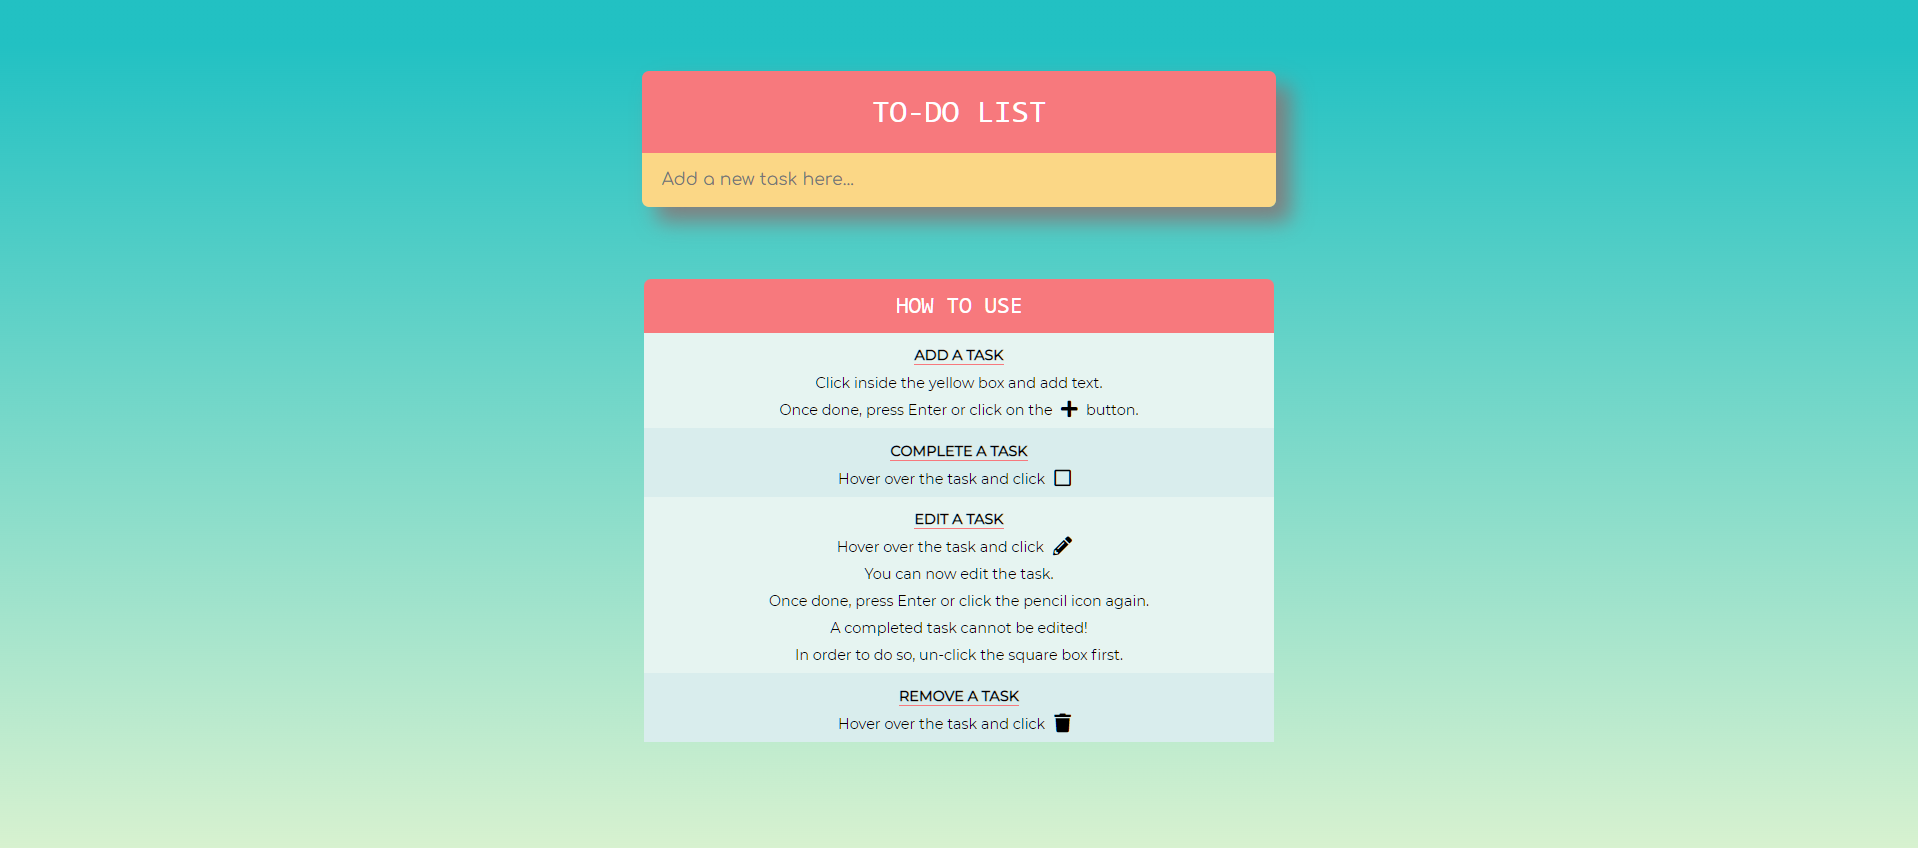 TO-DO LIST
Add a new task here...
HOW TO USE
ADD A TASK
Click inside the yellow box and add text.
Once done, press Enter or click on the button.
COMPLETE A TASK
Hover over the task and click
EDIT A TASK
Hover over the task and click
You can now edit the task.
Once done, press Enter or click the pencil icon again.
A completed task cannot be edited!
In order to do so, un-click the square box first.
REMOVE A TASK
Hover over the task and click